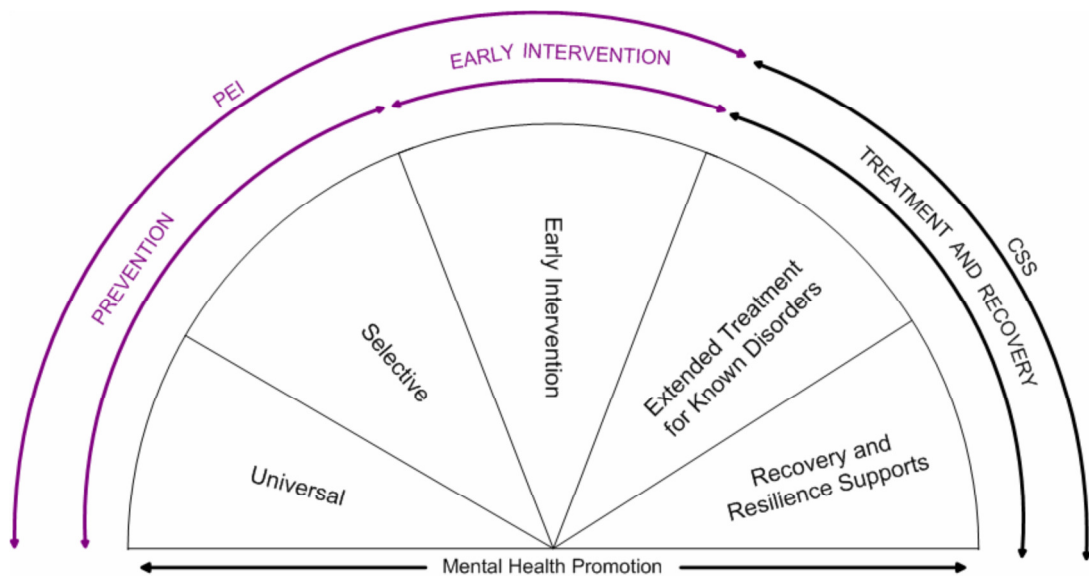 PEI
EARLY INTERVENTION
PREVENTION
TREATMENT AND RECOVERY
CSS
Universal
Selective
Early Intervention
Extended Treatment
for Known Disorders
Recovery and
Resilience Supports
Mental Health Promotion